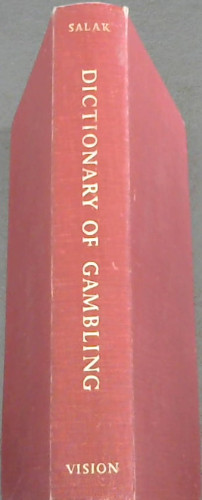 SALAK
DICTIONARY OF GAMBLING
VISION